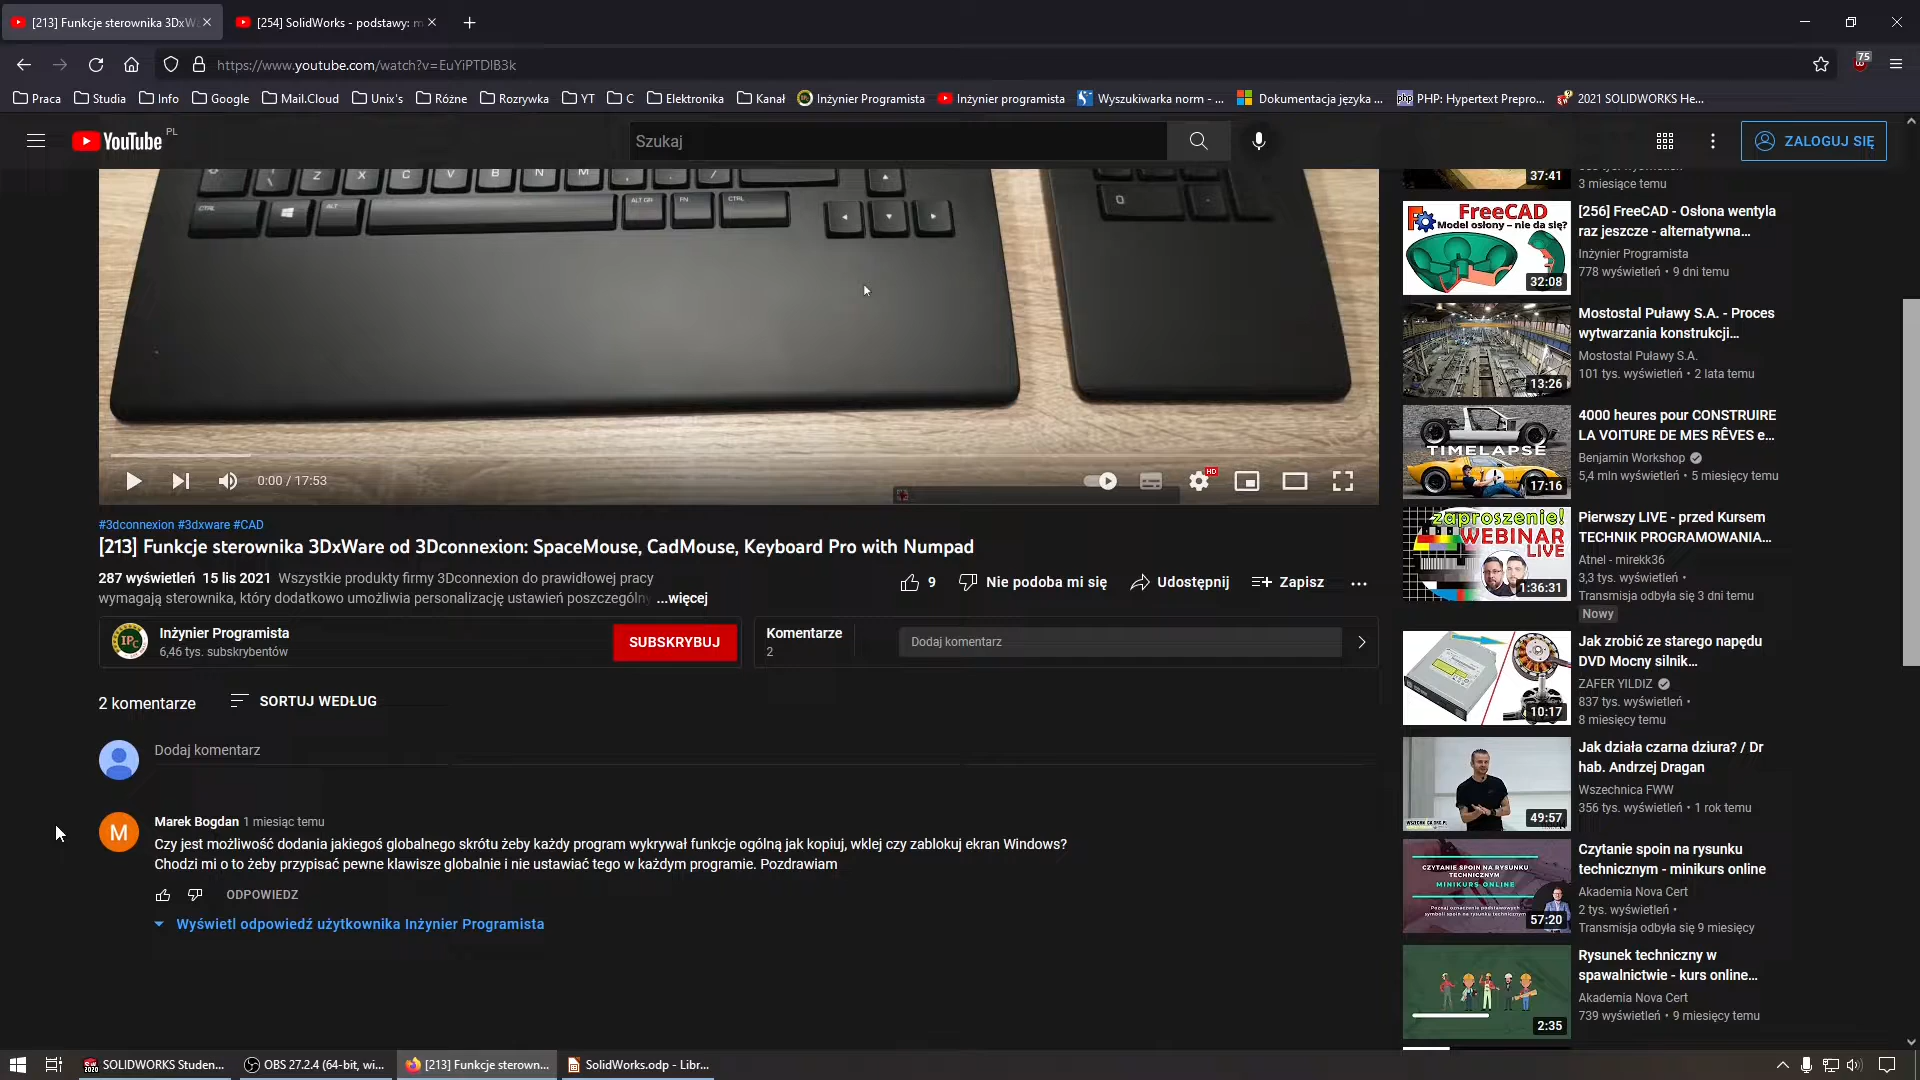 [213] Funkcje sterownika 3DxWa
[254] SolidWorks - podstawy: m
https://www.youtube.com/watch?v=EuYiPTDIB3k
75
Praca
Studia
Info
Google
Mail.Cloud
Unix's
Różne
Rozrywka
YT
C
Elektronika
Kanał
Inżynier Programista
Inżynier programista
Wyszukiwarka norm - ...
Dokumentacja języka ...
PHP: Hypertext Prepro...
2021 SOLIDWORKS He...
YouTube PL
Szukaj
ZALOGUJ SIĘ
Z X C V B N M
CTRL ALT ALT GR FN CTRL
0
0:00 / 17:53
HD
#3dconnexion #3dxware #CAD
[213] Funkcje sterownika 3DxWare od 3Dconnexion: SpaceMouse, CadMouse, Keyboard Pro with Numpad
287 wyświetleń 15 lis 2021 Wszystkie produkty firmy 3Dconnexion do prawidłowej pracy
wymagają sterownika, który dodatkowo umożliwia personalizację ustawień poszczególn ...więcej
9
Nie podoba mi się
Udostępnij
Zapisz
Inżynier Programista
6,46 tys. subskrybentów
SUBSKRYBUJ
Komentarze
2
Dodaj komentarz
2 komentarze
SORTUJ WEDŁUG
Dodaj komentarz
M
Marek Bogdan 1 miesiąc temu
Czy jest możliwość dodania jakiegoś globalnego skrótu żeby każdy program wykrywał funkcje ogólną jak kopiuj, wklej czy zablokuj ekran Windows?
Chodzi mi o to żeby przypisać pewne klawisze globalnie i nie ustawiać tego w każdym programie. Pozdrawiam
ODPOWIEDZ
Wyświetl odpowiedź użytkownika Inżynier Programista
37:41
3 miesiące temu
FreeCAD
Model osłony – nie da się?
32:08
[256] FreeCAD - Osłona wentyla
raz jeszcze - alternatywna...
Inżynier Programista
778 wyświetleń • 9 dni temu
13:26
Mostostal Puławy S.A. - Proces
wytwarzania konstrukcji...
Mostostal Puławy S.A.
101 tys. wyświetleń • 2 lata temu
TIMELAPSE
17:16
4000 heures pour CONSTRUIRE
LA VOITURE DE MES RÊVES e...
Benjamin Workshop
5,4 mln wyświetleń • 5 miesięcy temu
zaproszenie!
WEBINAR
LIVE
1:36:31
Pierwszy LIVE - przed Kursem
TECHNIK PROGRAMOWANIA...
Atnel - mirekk36
3,3 tys. wyświetleń •
Transmisja odbyła się 3 dni temu
Nowy
10:17
Jak zrobić ze starego napędu
DVD Mocny silnik...
ZAFER YILDIZ
837 tys. wyświetleń •
8 miesięcy temu
49:57
Jak działa czarna dziura? / Dr
hab. Andrzej Dragan
Wszechnica FWW
356 tys. wyświetleń • 1 rok temu
CZYTANIE SPOIN NA RYSUNKU
TECHNICZNYM
MINIKURS ONLINE
57:20
Czytanie spoin na rysunku
technicznym - minikurs online
Akademia Nova Cert
2 tys. wyświetleń •
Transmisja odbyła się 9 miesięcy
2:35
Rysunek techniczny w
spawalnictwie - kurs online...
Akademia Nova Cert
739 wyświetleń • 9 miesięcy temu
SOLIDWORKS Studen...
OBS 27.2.4 (64-bit, wi...
[213] Funkcje sterown...
SolidWorks.odp - Libr...